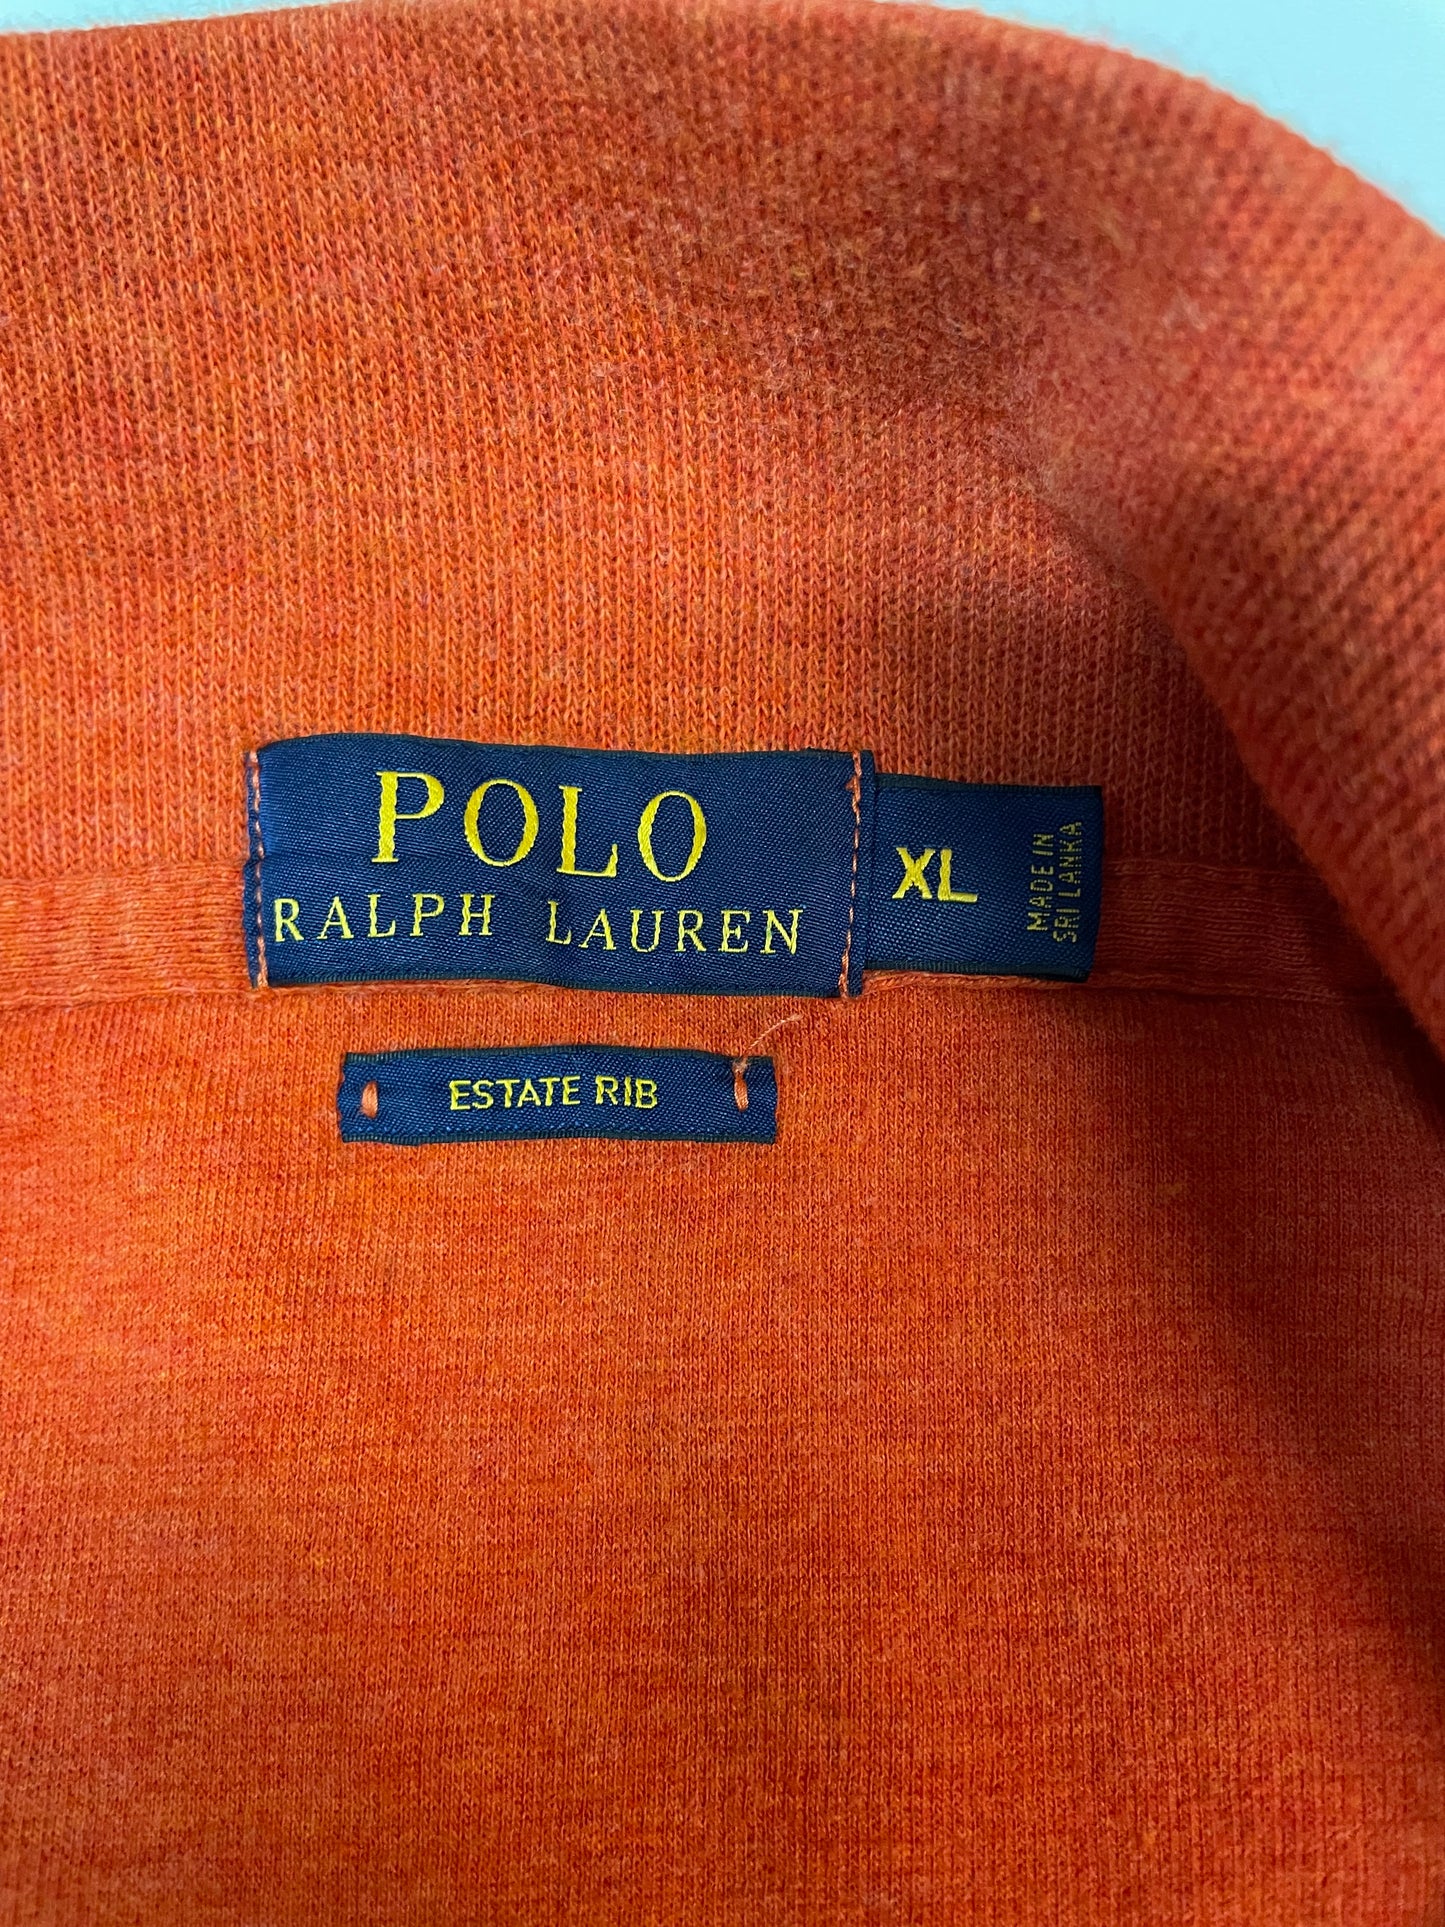 POLO
RALPH LAUREN
XL
MADE IN
SRI LANKA
ESTATE RIB